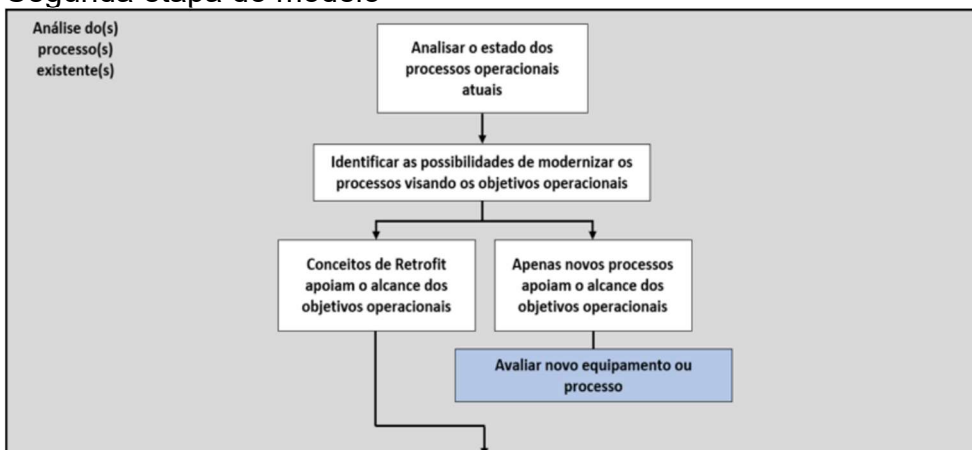 Segunda etapa do modelo
Análise do(s)
processo(s)
existente(s)
Analisar o estado dos
processos operacionais
atuais
Identificar as possibilidades de modernizar os
processos visando os objetivos operacionais
Conceitos de Retrofit
apoiam o alcance dos
objetivos operacionais
Apenas novos processos
apoiam o alcance dos
objetivos operacionais
Avaliar novo equipamento ou
processo